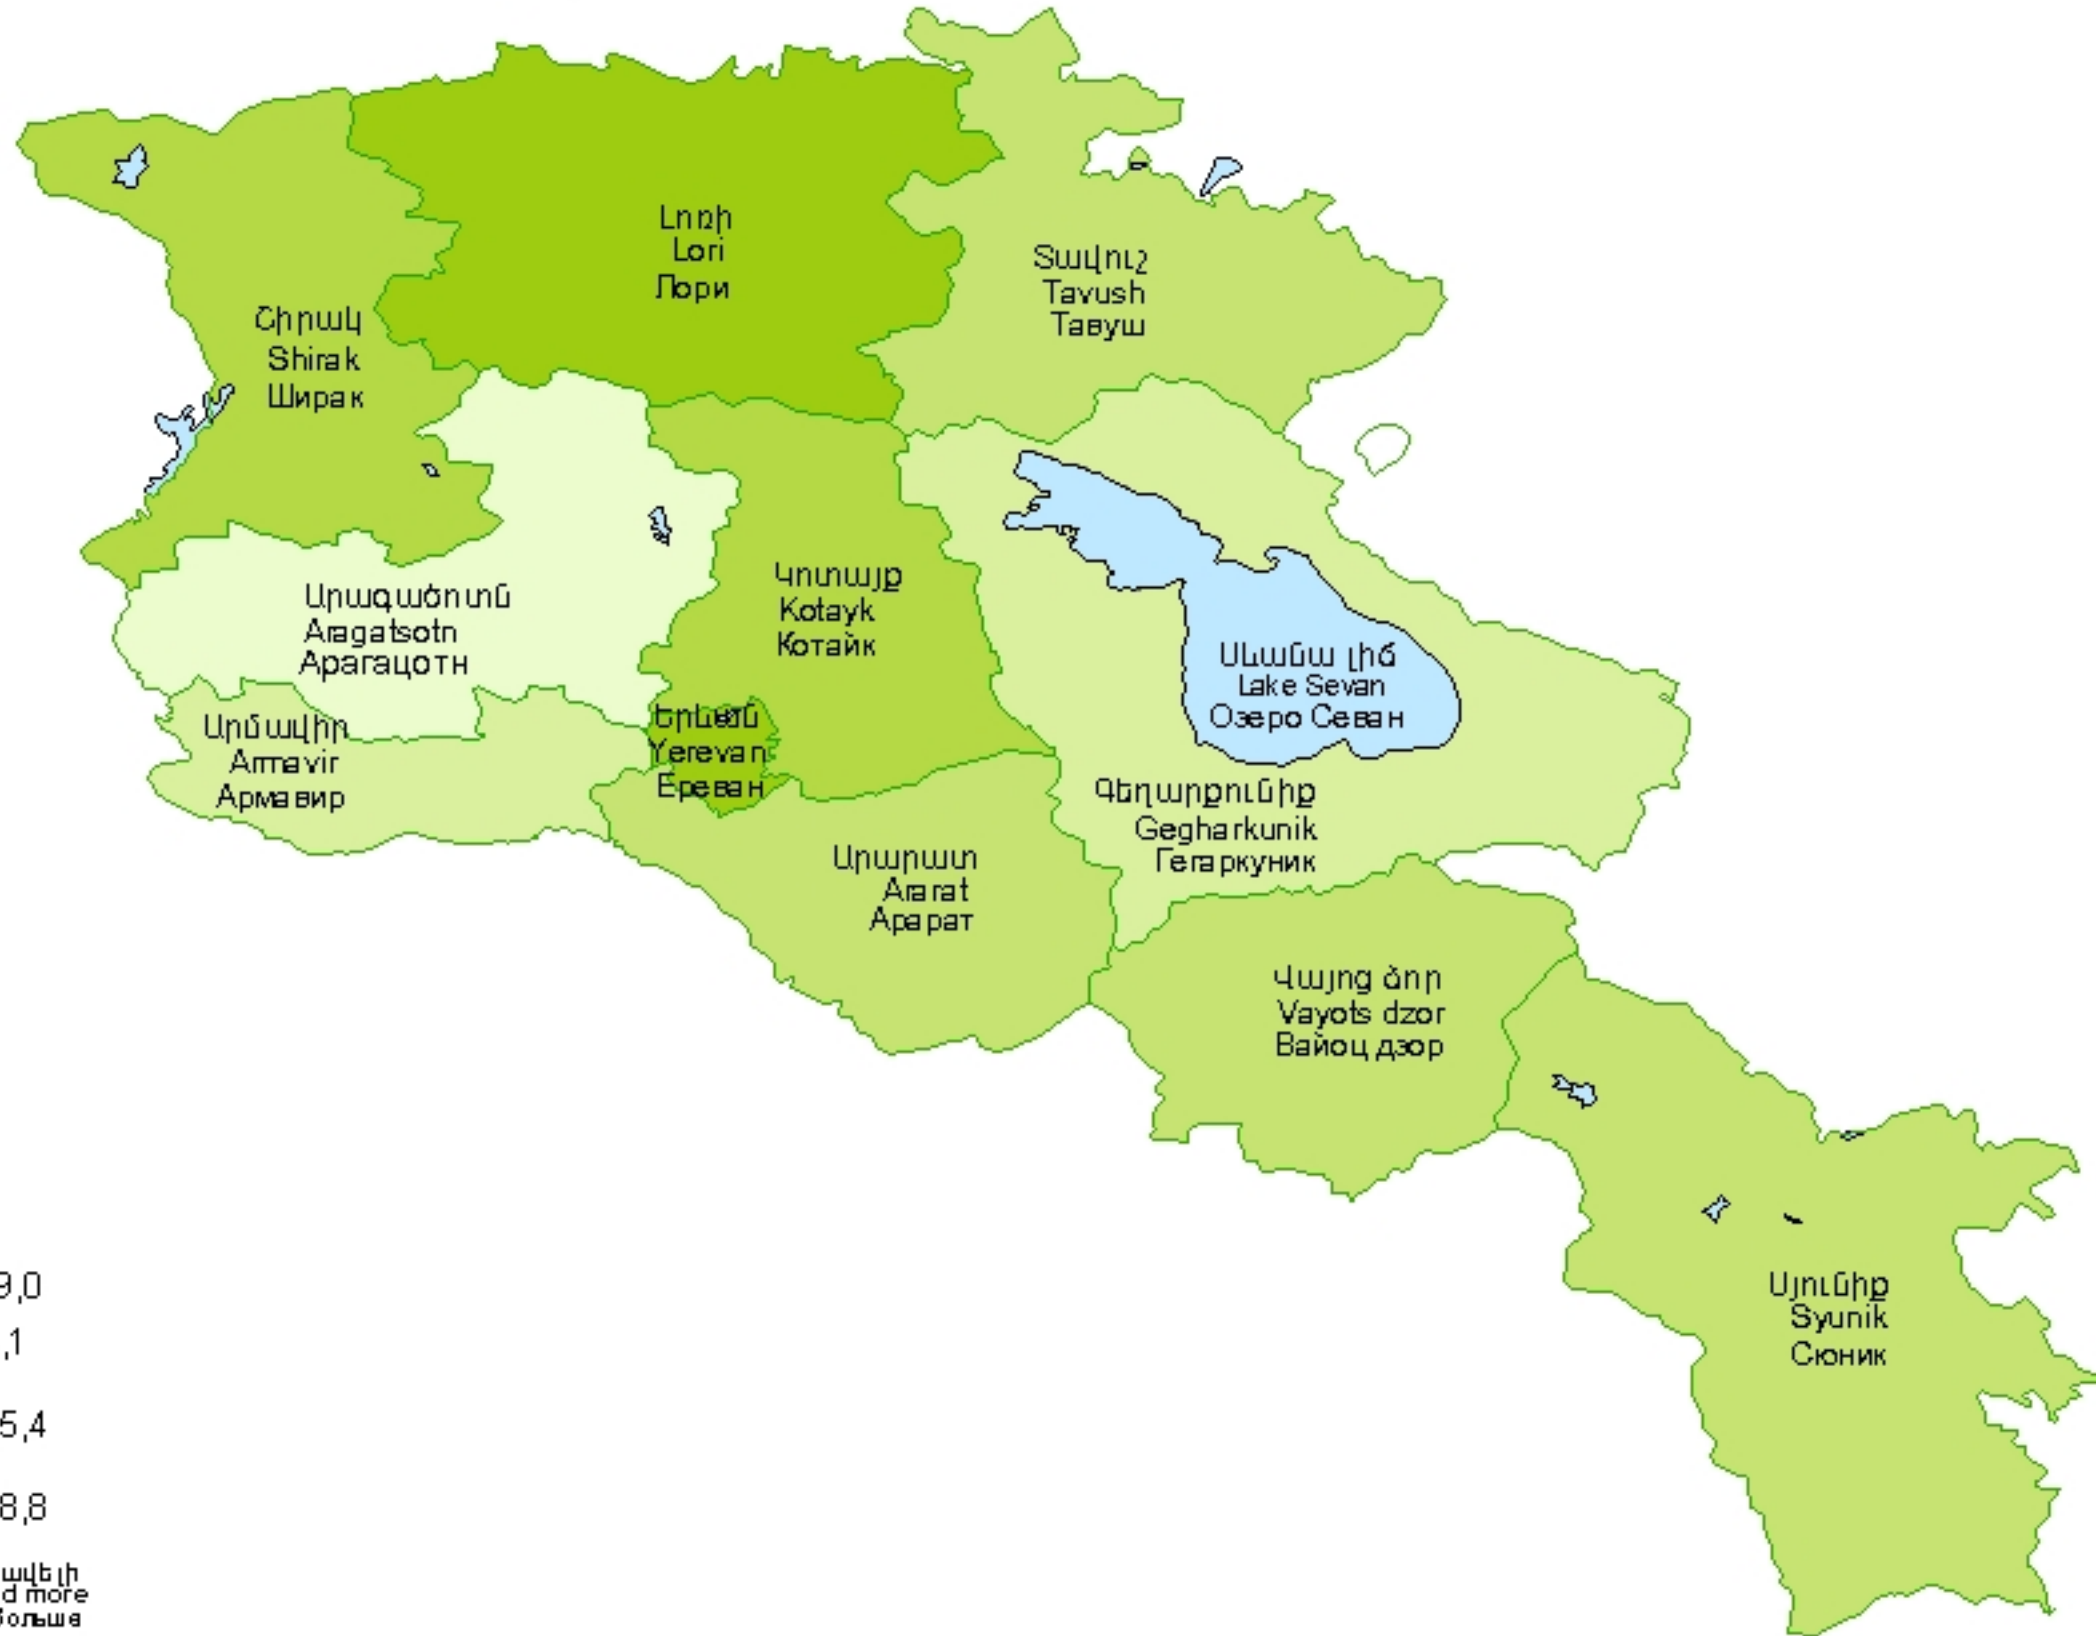 Լոռի
Lori
Лори
Տավուշ
Tavush
Тавуш
Շիրակ
Shirak
Ширак
Կոտայք
Kotayk
Котайк
Արագածոտն
Aragatsotn
Арагацотн
Սևանա լիճ
Lake Sevan
Озеро Севан
Արմավիր
Armavir
Армавир
Երևան
Yerevan
Ереван
Գեղարքունիք
Gegharkunik
Гегаркуник
Արարատ
Ararat
Арарат
Վայոց ձոր
Vayots dzor
Вайоц дзор
Սյունիք
Syunik
Сюник
9,0
,1
5,4
8,8
ավելի
d more
больше